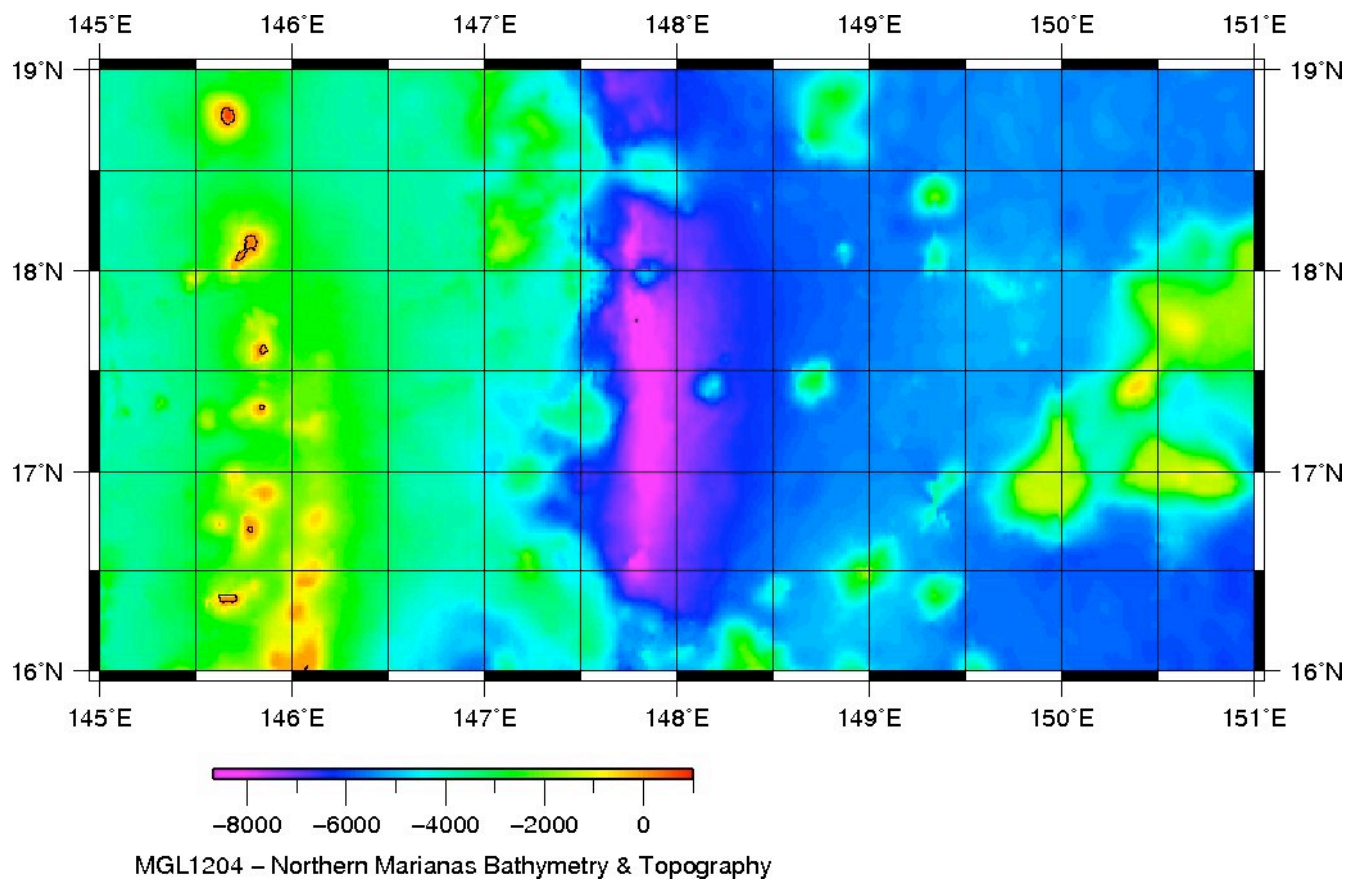 145°E 146°E 147°E 148°E 149°E 150°E 151°E
19°N 19°N
18°N 18°N
17°N 17°N
16°N 16°N
145°E 146°E 147°E 148°E 149°E 150°E 151°E
−8000 −6000 −4000 −2000 0
MGL1204 – Northern Marianas Bathymetry & Topography